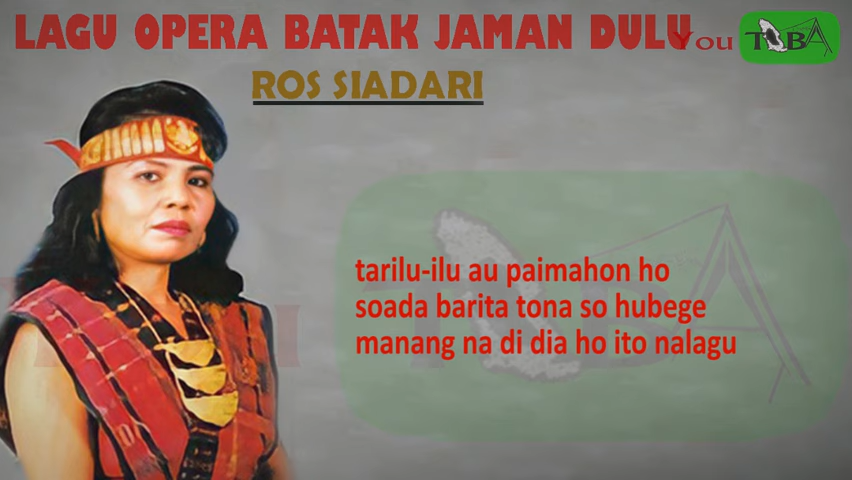 LAGU OPERA BATAK JAMAN DULU
You TOBA
ROS SIADARI
tarilu-ilu au paimahon ho
soada barita tona so hubege
manang na di dia ho ito nalagu